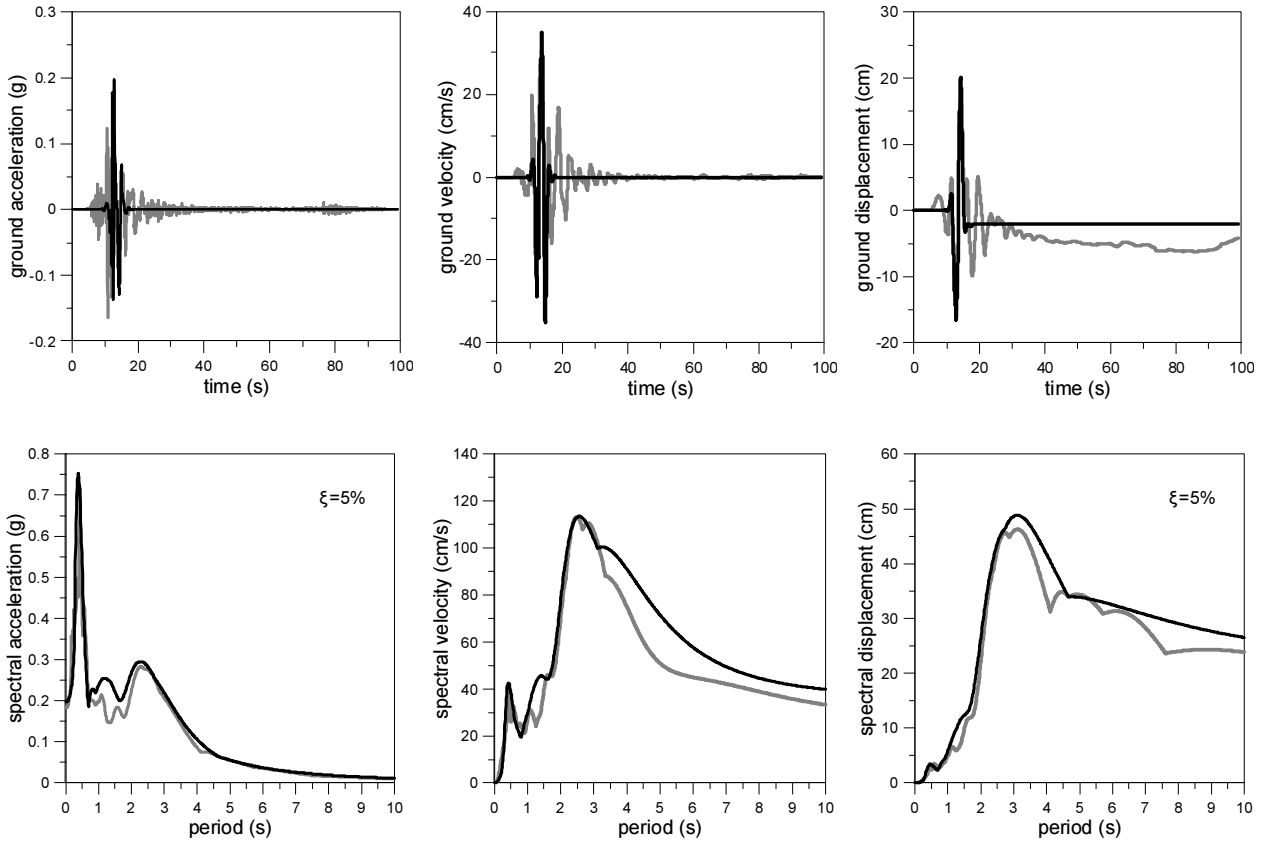 ground acceleration (g)
0.3
0.2
0.1
0
-0.1
-0.2
0 20 40 60 80 100
time (s)
ground velocity (cm/s)
40
20
0
-20
-40
0 20 40 60 80 100
time (s)
ground displacement (cm)
30
20
10
0
-10
-20
0 20 40 60 80 100
time (s)
spectral acceleration (g)
0.8
0.7
0.6
0.5
0.4
0.3
0.2
0.1
0
ξ=5%
0 1 2 3 4 5 6 7 8 9 10
period (s)
spectral velocity (cm/s)
140
120
100
80
60
40
20
0
0 1 2 3 4 5 6 7 8 9 10
period (s)
spectral displacement (cm)
60
50
40
30
20
10
0
ξ=5%
0 1 2 3 4 5 6 7 8 9 10
period (s)